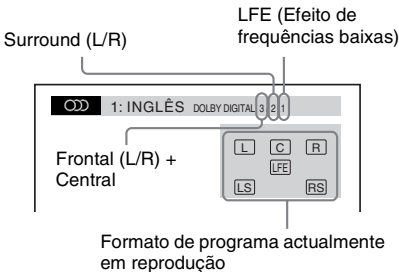 LFE (Efeito de
frequências baixas)
Surround (L/R)
1: INGLÊS DOLBY DIGITAL 3 2 1
Frontal (L/R) +
Central
L C R
LFE
LS RS
Formato de programa actualmente
em reprodução